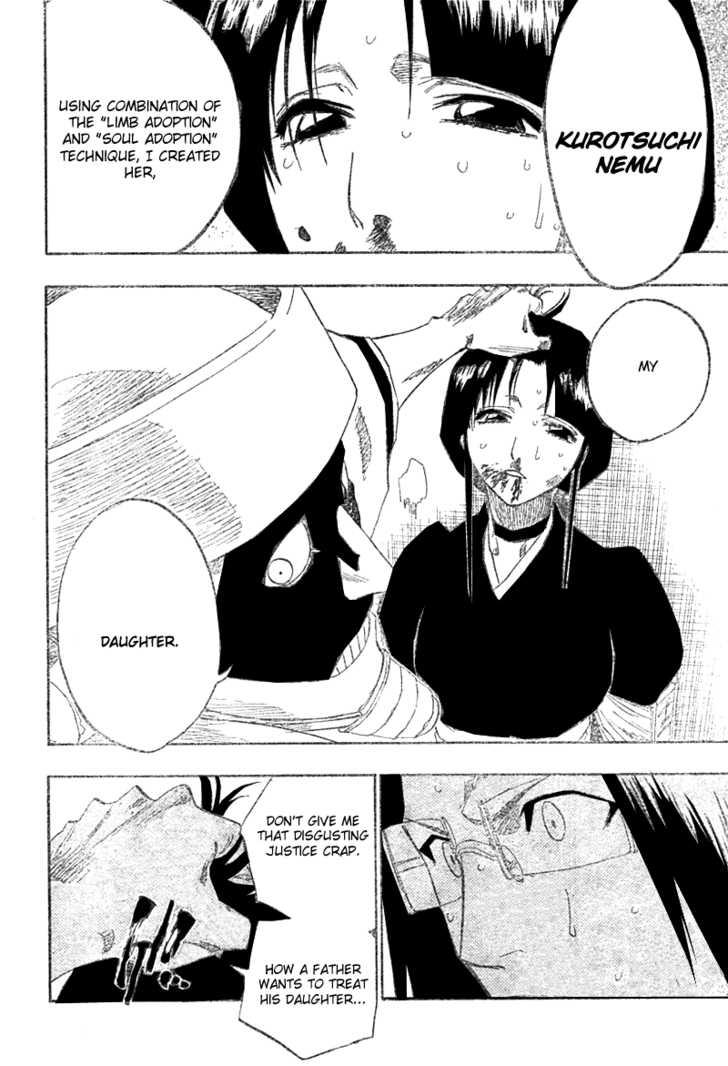 KUROTSUCHI
NEMU
USING COMBINATION OF
THE "LIMB ADOPTION"
AND "SOUL ADOPTION"
TECHNIQUE, I CREATED
HER,
MY
DAUGHTER.
DON'T GIVE ME
THAT DISGUSTING
JUSTICE CRAP.
HOW A FATHER
WANTS TO TREAT
HIS DAUGHTER...